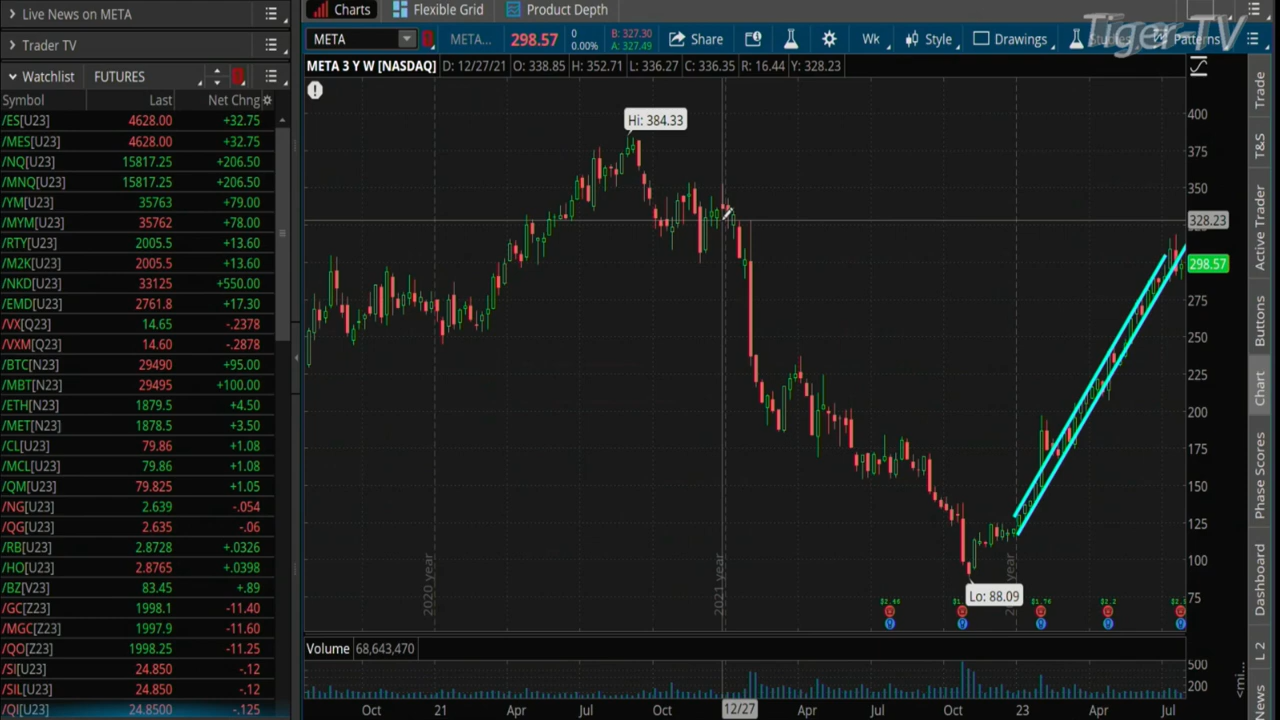 Live News on META
Trader TV
Watchlist FUTURES
Symbol Last Net Chng
/ES[U23] 4628.00 +32.75
/MES[U23] 4628.00 +32.75
/NQ[U23] 15817.25 +206.50
/MNQ[U23] 15817.25 +206.50
/YM[U23] 35763 +79.00
/MYM[U23] 35762 +78.00
/RTY[U23] 2005.5 +13.60
/M2K[U23] 2005.5 +13.60
/NKD[U23] 33125 +550.00
/EMD[U23] 2761.8 +17.30
/VX[Q23] 14.65 -.2378
/VXM[Q23] 14.60 -.2878
/BTC[N23] 29490 +95.00
/MBT[N23] 29495 +100.00
/ETH[N23] 1879.5 +4.50
/MET[N23] 1878.5 +3.50
/CL[U23] 79.86 +1.08
/MCL[U23] 79.86 +1.08
/QM[U23] 79.825 +1.05
/NG[U23] 2.639 -.054
/QG[U23] 2.635 -.06
/RB[U23] 2.8728 +.0326
/HO[U23] 2.8765 +.0398
/BZ[V23] 83.45 +.89
/GC[Z23] 1998.1 -11.40
/MGC[Z23] 1997.9 -11.60
/QO[Z23] 1998.25 -11.25
/SI[U23] 24.850 -.12
/SIL[U23] 24.850 -.12
/QI[U23] 24.8500 -.125
Charts Flexible Grid Product Depth
Tiger TV
META META... 298.57 0 0.00% B: 327.30 A: 327.49 Share Wk Style Drawings Studies Patterns
META 3 Y W [NASDAQ] D: 12/27/21 O: 338.85 H: 352.71 L: 336.27 C: 336.35 R: 16.44 Y: 328.23
Hi: 384.33
400
375
350
328.23
298.57
275
250
225
200
175
150
125
100
75
Lo: 88.09
2020 year
2021 year
year
$2.46
$1.76
$2.2
Volume 68,643,470
500
200
Oct 21 Apr Jul Oct 12/27 Apr Jul Oct 23 Apr Jul
Trade
T&S
Active Trader
Buttons
Chart
Phase Scores
Dashboard
L 2
News